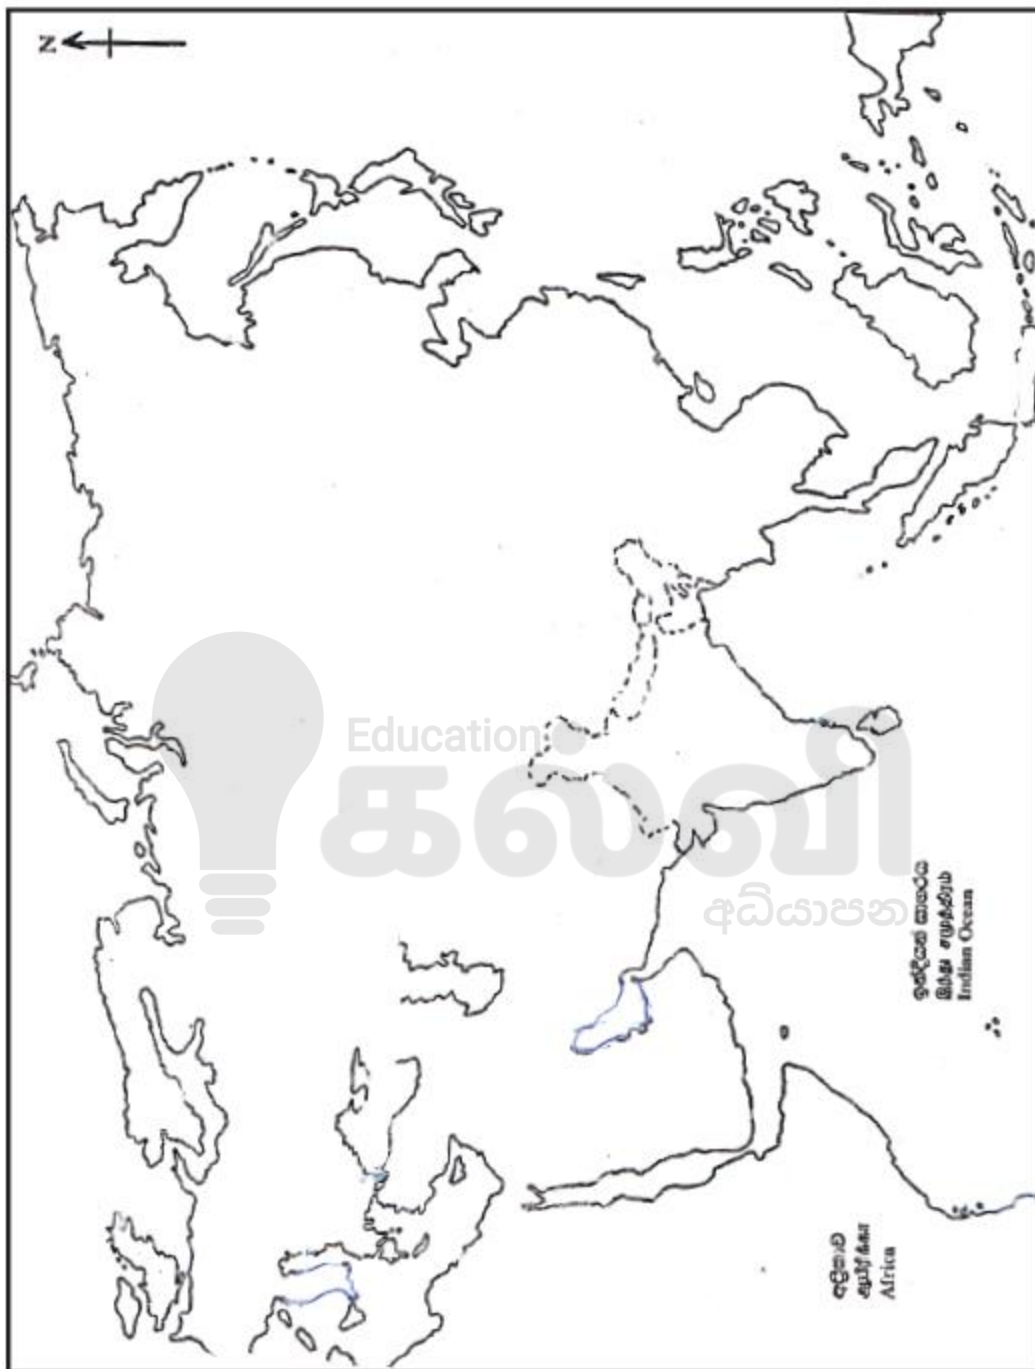 N
Education
கல்வி
අධ්‍යාපන
ඉන්දියන් සාගරය
இந்து சமுத்திரம்
Indian Ocean
අප්‍රිකාව
ஆபிரிக்கா
Africa